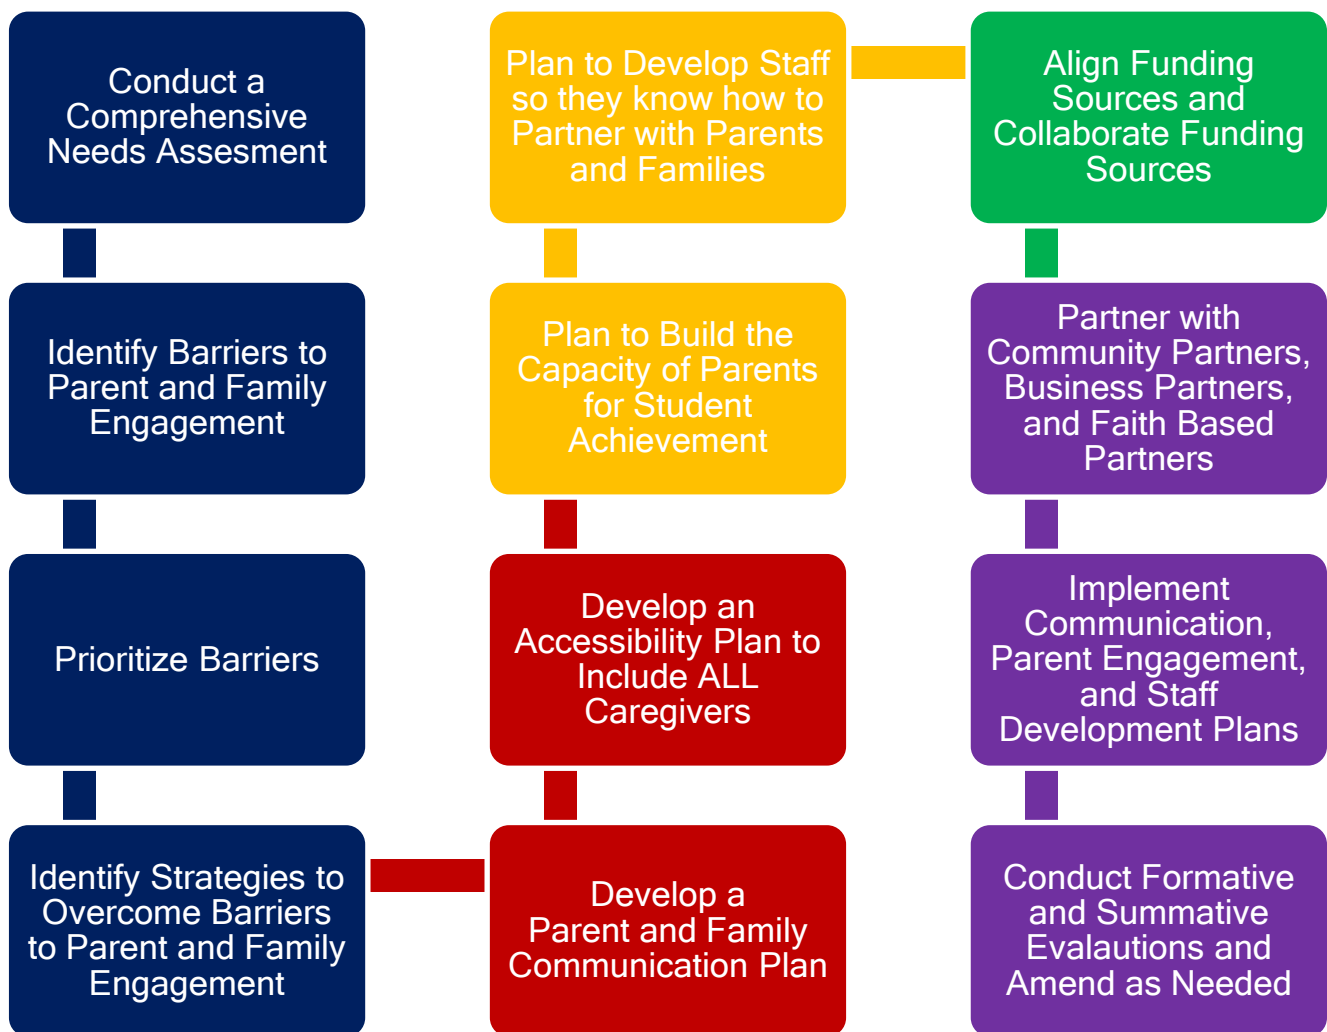 Conduct a
Comprehensive
Needs Assesment
Identify Barriers to
Parent and Family
Engagement
Prioritize Barriers
Identify Strategies to
Overcome Barriers
to Parent and Family
Engagement
Develop a
Parent and Family
Communication Plan
Develop an
Accessibility Plan to
Include ALL
Caregivers
Plan to Build the
Capacity of Parents
for Student
Achievement
Plan to Develop Staff
so they know how to
Partner with Parents
and Families
Align Funding
Sources and
Collaborate Funding
Sources
Partner with
Community Partners,
Business Partners,
and Faith Based
Partners
Implement
Communication,
Parent Engagement,
and Staff
Development Plans
Conduct Formative
and Summative
Evalautions and
Amend as Needed